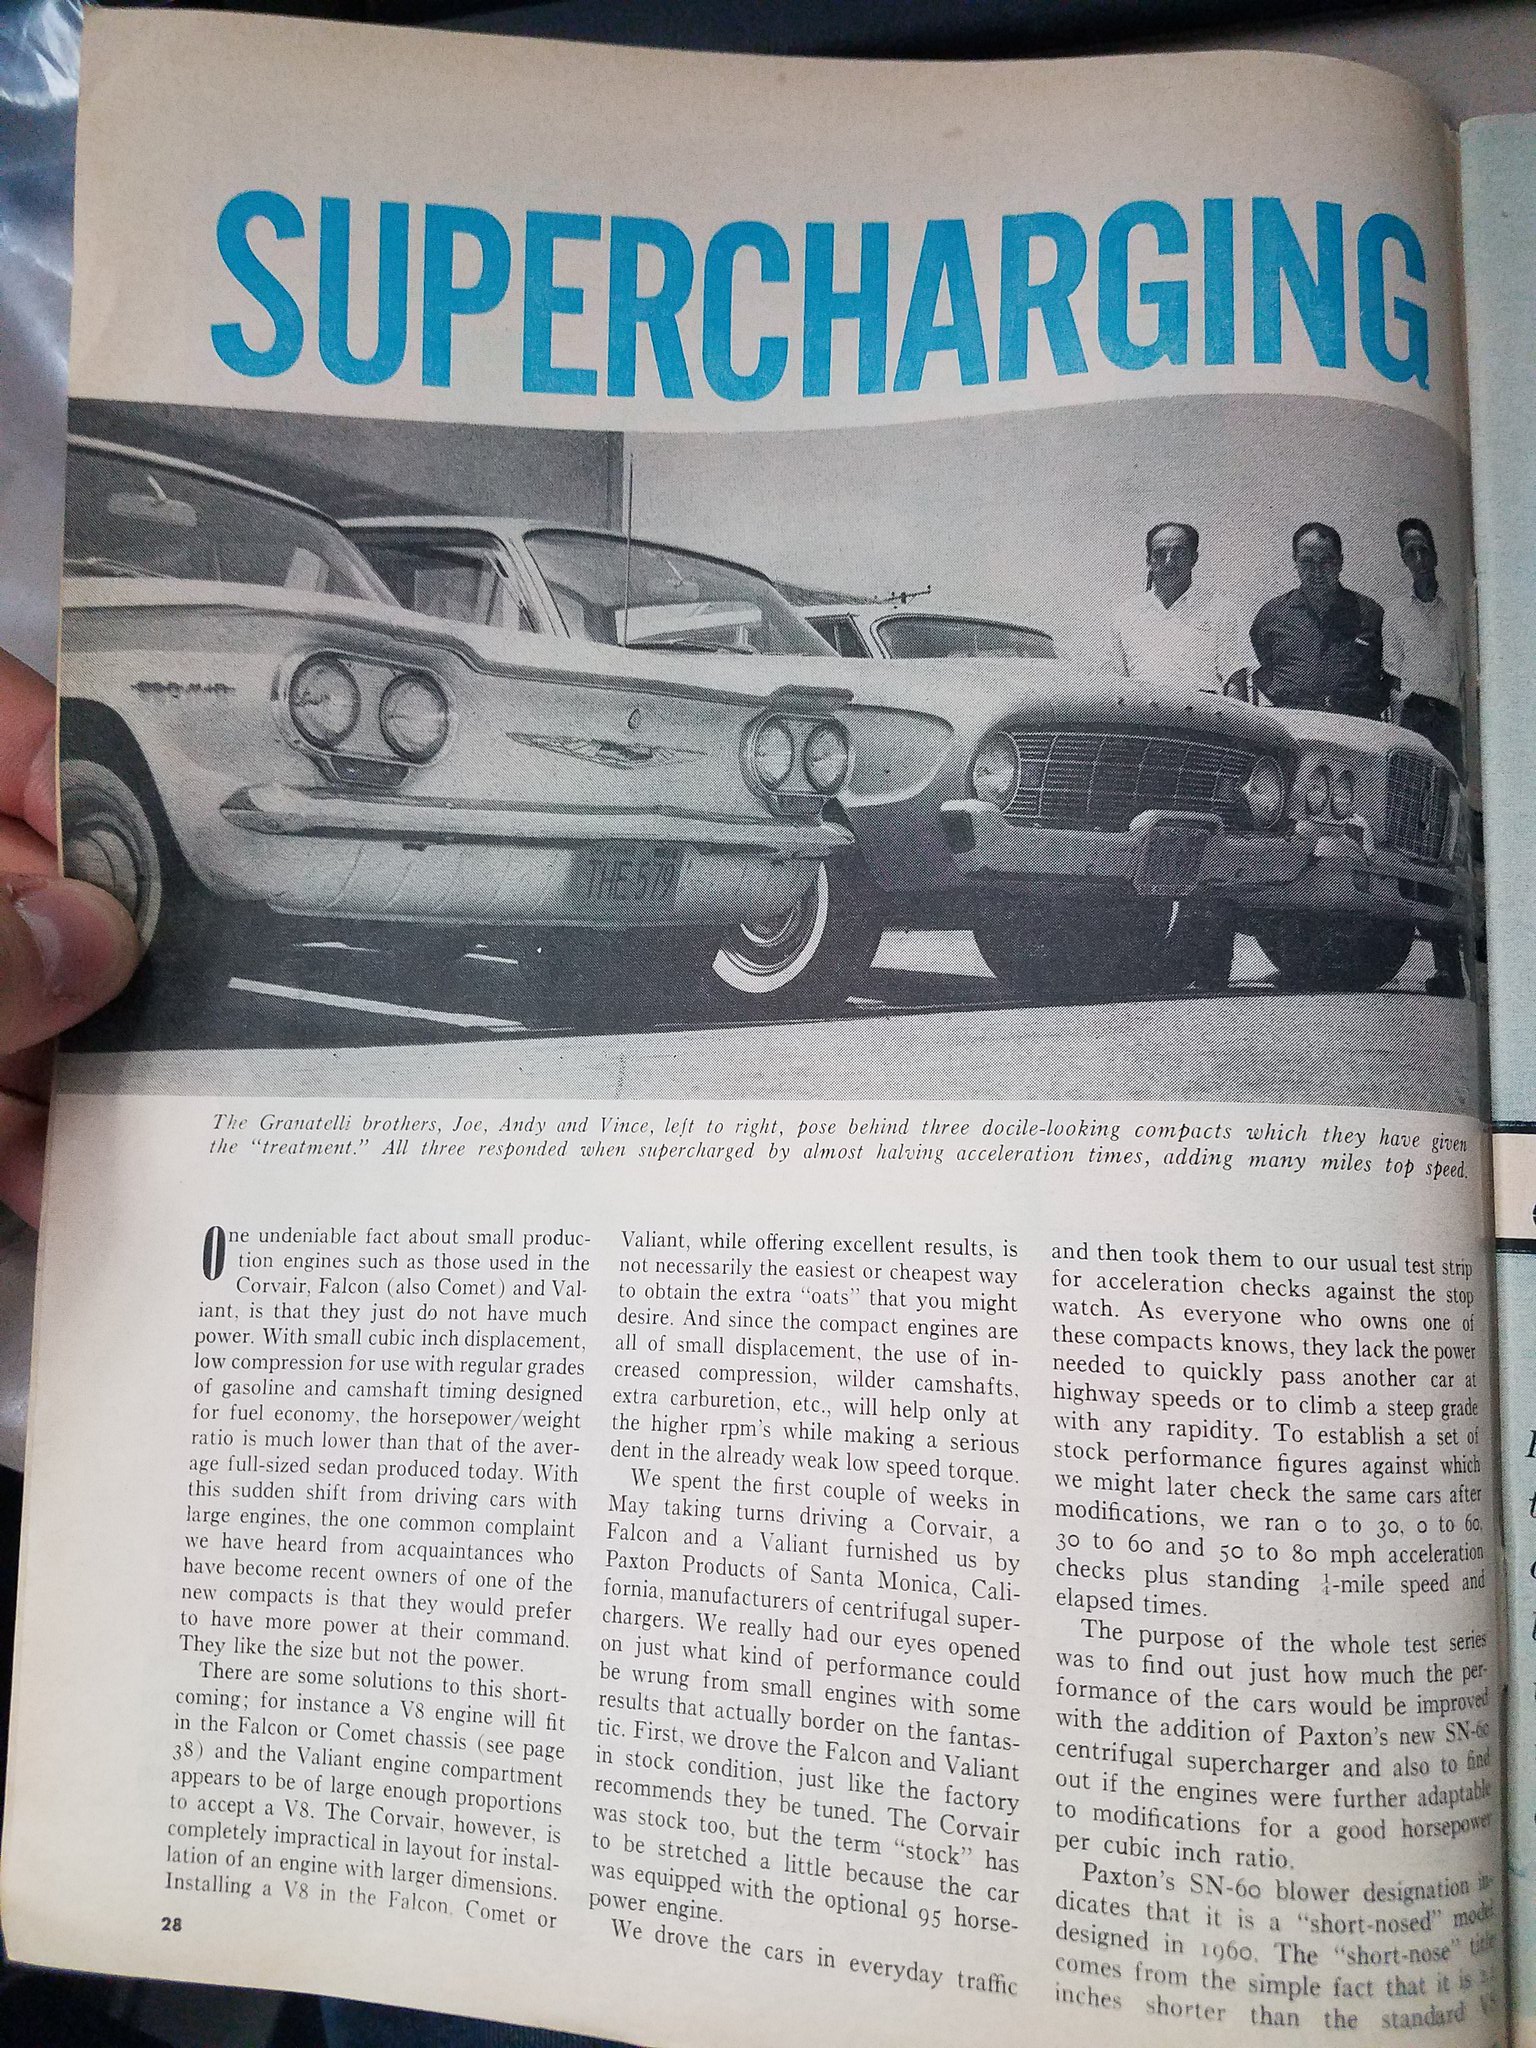 SUPERCHARGING
THE 579
The Granatelli brothers, Joe, Andy and Vince, left to right, pose behind three docile-looking compacts which they have given
the “treatment.” All three responded when supercharged by almost halving acceleration times, adding many miles top speed.
One undeniable fact about small produc-
tion engines such as those used in the
Corvair, Falcon (also Comet) and Val-
iant, is that they just do not have much
power. With small cubic inch displacement,
low compression for use with regular grades
of gasoline and camshaft timing designed
for fuel economy, the horsepower/weight
ratio is much lower than that of the aver-
age full-sized sedan produced today. With
this sudden shift from driving cars with
large engines, the one common complaint
we have heard from acquaintances who
have become recent owners of one of the
new compacts is that they would prefer
to have more power at their command.
They like the size but not the power.
There are some solutions to this short-
coming; for instance a V8 engine will fit
in the Falcon or Comet chassis (see page
38) and the Valiant engine compartment
appears to be of large enough proportions
to accept a V8. The Corvair, however, is
completely impractical in layout for instal-
lation of an engine with larger dimensions.
Installing a V8 in the Falcon, Comet or
28
Valiant, while offering excellent results, is
not necessarily the easiest or cheapest way
to obtain the extra “oats” that you might
desire. And since the compact engines are
all of small displacement, the use of in-
creased compression, wilder camshafts,
extra carburetion, etc., will help only at
the higher rpm's while making a serious
dent in the already weak low speed torque.
We spent the first couple of weeks in
May taking turns driving a Corvair, a
Falcon and a Valiant furnished us by
Paxton Products of Santa Monica, Cali-
fornia, manufacturers of centrifugal super-
chargers. We really had our eyes opened
on just what kind of performance could
be wrung from small engines with some
results that actually border on the fantas-
tic. First, we drove the Falcon and Valiant
in stock condition, just like the factory
recommends they be tuned. The Corvair
was stock too, but the term “stock” has
to be stretched a little because the car
was equipped with the optional 95 horse-
power engine.
We drove the cars in everyday traffic
and then took them to our usual test strip
for acceleration checks against the stop
watch. As everyone who owns one of
these compacts knows, they lack the power
needed to quickly pass another car at
highway speeds or to climb a steep grade
with any rapidity. To establish a set of
stock performance figures against which
we might later check the same cars after
modifications, we ran 0 to 30, 0 to 60,
30 to 60 and 50 to 80 mph acceleration
checks plus standing ¼-mile speed and
elapsed times.
The purpose of the whole test series
was to find out just how much the per-
formance of the cars would be improved
with the addition of Paxton's new SN-60
centrifugal supercharger and also to find
out if the engines were further adaptable
to modifications for a good horsepower
per cubic inch ratio.
Paxton's SN-60 blower designation in-
dicates that it is a “short-nosed” model
designed in 1960. The “short-nose” title
comes from the simple fact that it is
inches shorter than the standard